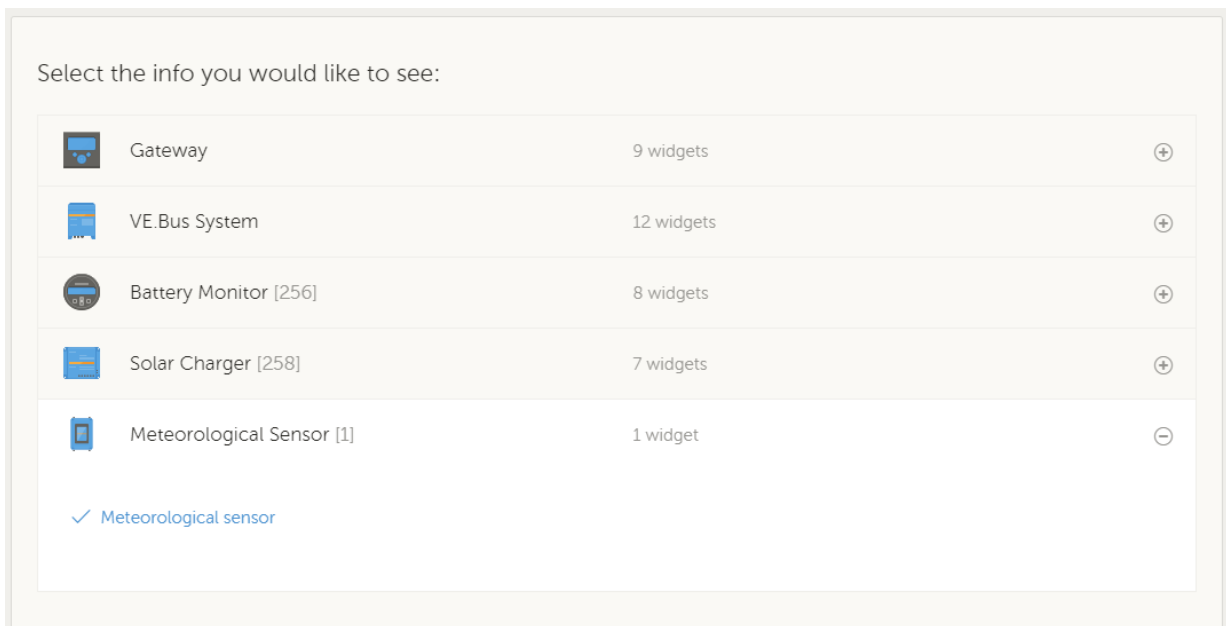 Select the info you would like to see:
Gateway 9 widgets
VE.Bus System 12 widgets
Battery Monitor [256] 8 widgets
Solar Charger [258] 7 widgets
Meteorological Sensor [1] 1 widget
Meteorological sensor